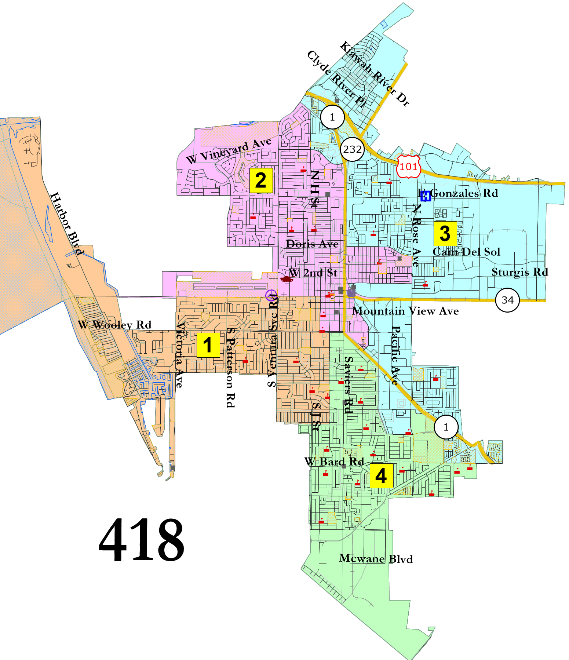 Kiawah River Dr
Clyde River Pl
1
232
101
W Vineyard Ave
2
N H St
Gonzales Rd
N Rose Ave
3
Harbor Blvd
Doris Ave
Cam Del Sol
W 2nd St
Sturgis Rd
34
Mountain View Ave
W Wooley Rd
Victoria Ave
1
S Patterson Rd
S Ventura Rd
Pacific Ave
Saviers Rd
S J St
1
W Bard Rd
4
418
Mcwane Blvd